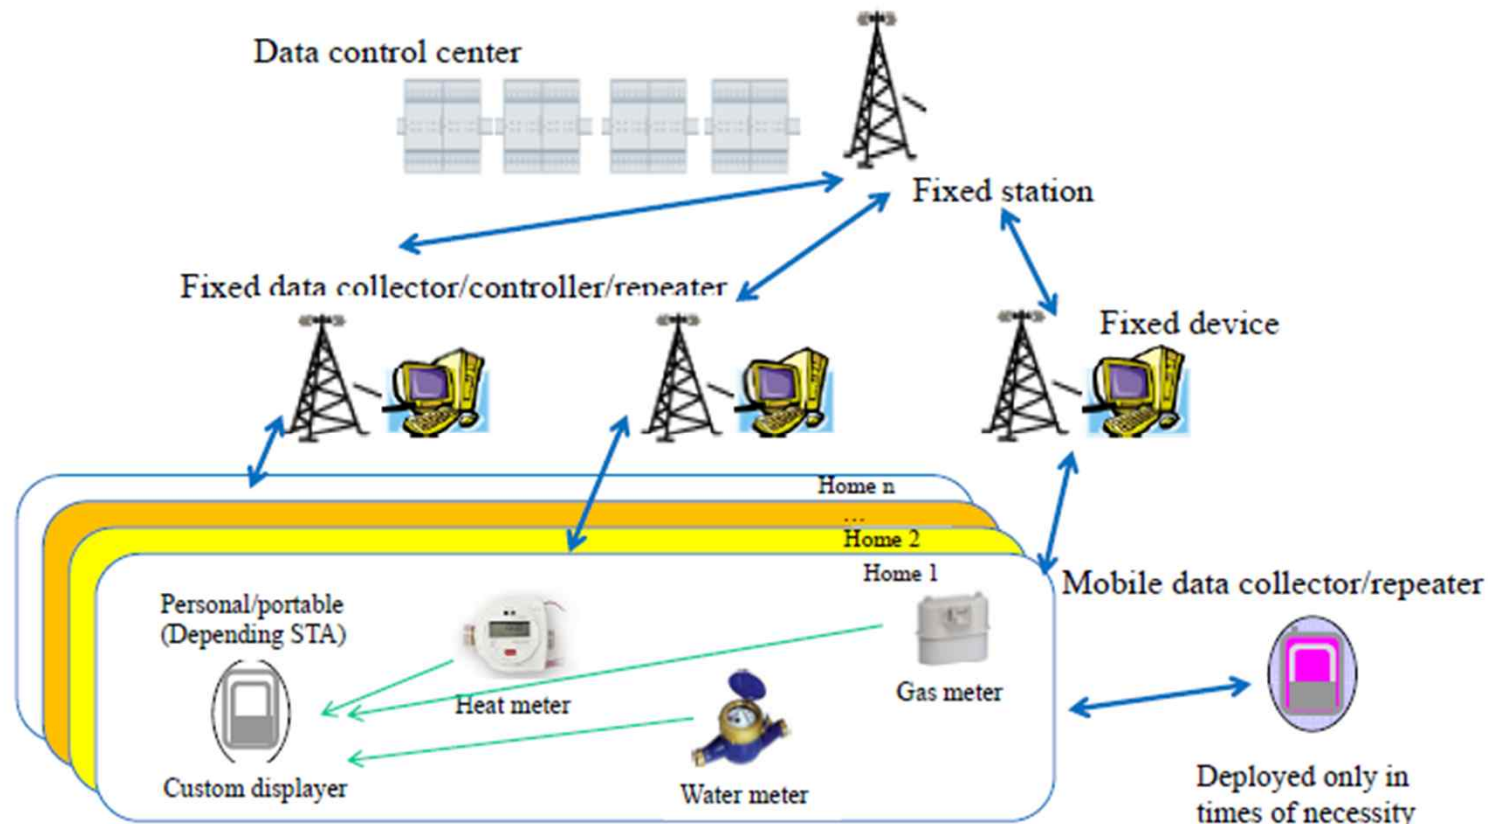 Data control center
Fixed station
Fixed data collector/controller/repeater
Fixed device
Home n
...
Home 2
Home 1
Mobile data collector/repeater
Personal/portable
(Depending STA)
Heat meter
Gas meter
Custom displayer
Water meter
Deployed only in
times of necessity